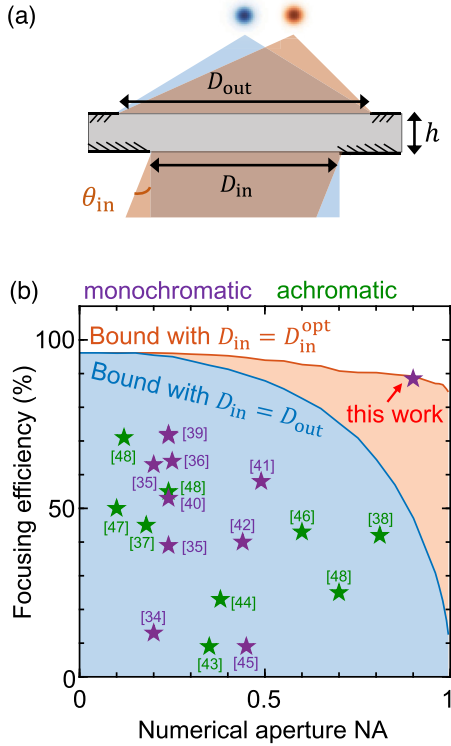 (a)
D_out
h
θ_in
D_in
(b)
monochromatic achromatic
100
Bound with D_in = D_in^opt
Bound with D_in = D_out
this work
[39]
[48]
[36]
[35]
[41]
[48]
[40]
[47]
50
[37]
[35]
[42]
[46]
[38]
[48]
[44]
[34]
[43]
[45]
0
Focusing efficiency (%)
0 0.5 1
Numerical aperture NA